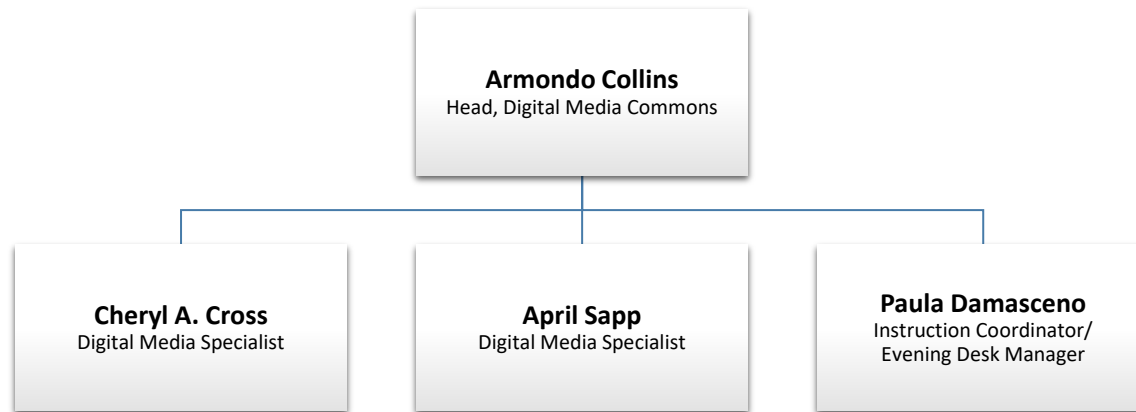 Armondo Collins
Head, Digital Media Commons
Cheryl A. Cross
Digital Media Specialist
April Sapp
Digital Media Specialist
Paula Damasceno
Instruction Coordinator/
Evening Desk Manager